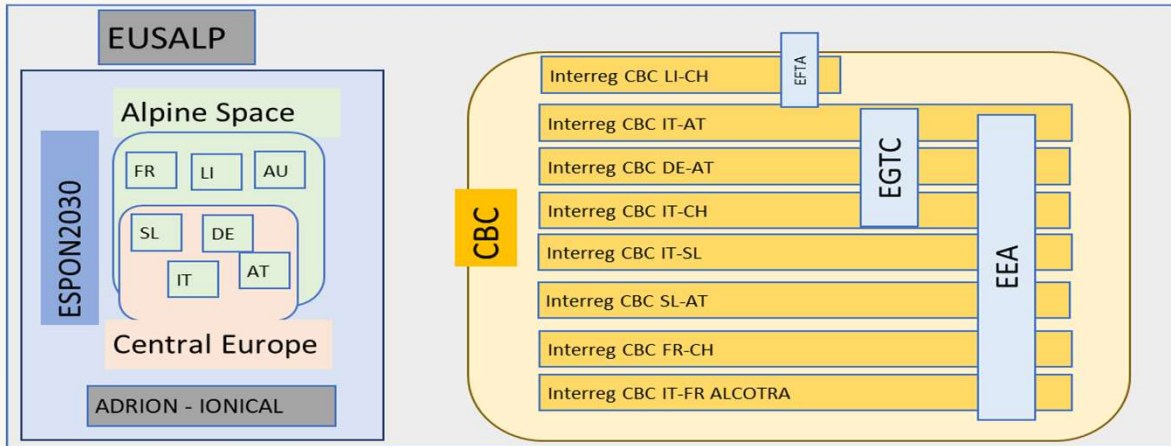 EUSALP
Alpine Space
FR
LI
AU
SL
DE
IT
AT
Central Europe
ESPON2030
ADRION - IONICAL
CBC
Interreg CBC LI-CH
Interreg CBC IT-AT
Interreg CBC DE-AT
Interreg CBC IT-CH
Interreg CBC IT-SL
Interreg CBC SL-AT
Interreg CBC FR-CH
Interreg CBC IT-FR ALCOTRA
EFTA
EGTC
EEA